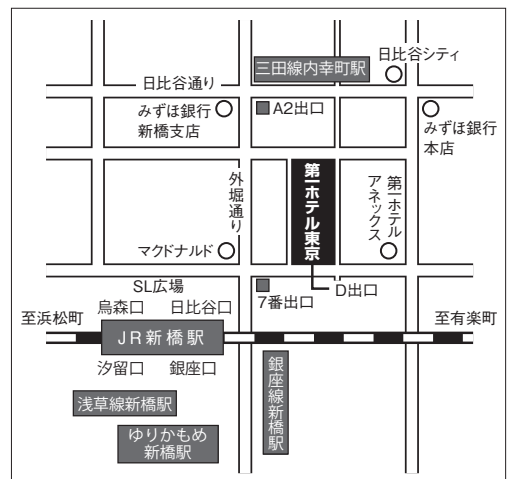 日比谷シティ
三田線内幸町駅
日比谷通り
みずほ銀行
新橋支店
A2出口
みずほ銀行
本店
外堀通り
第一ホテル東京
第一ホテル
アネックス
マクドナルド
SL広場
7番出口
D出口
至浜松町
烏森口
日比谷口
至有楽町
JR新橋駅
汐留口
銀座口
銀座線新橋駅
浅草線新橋駅
ゆりかもめ
新橋駅